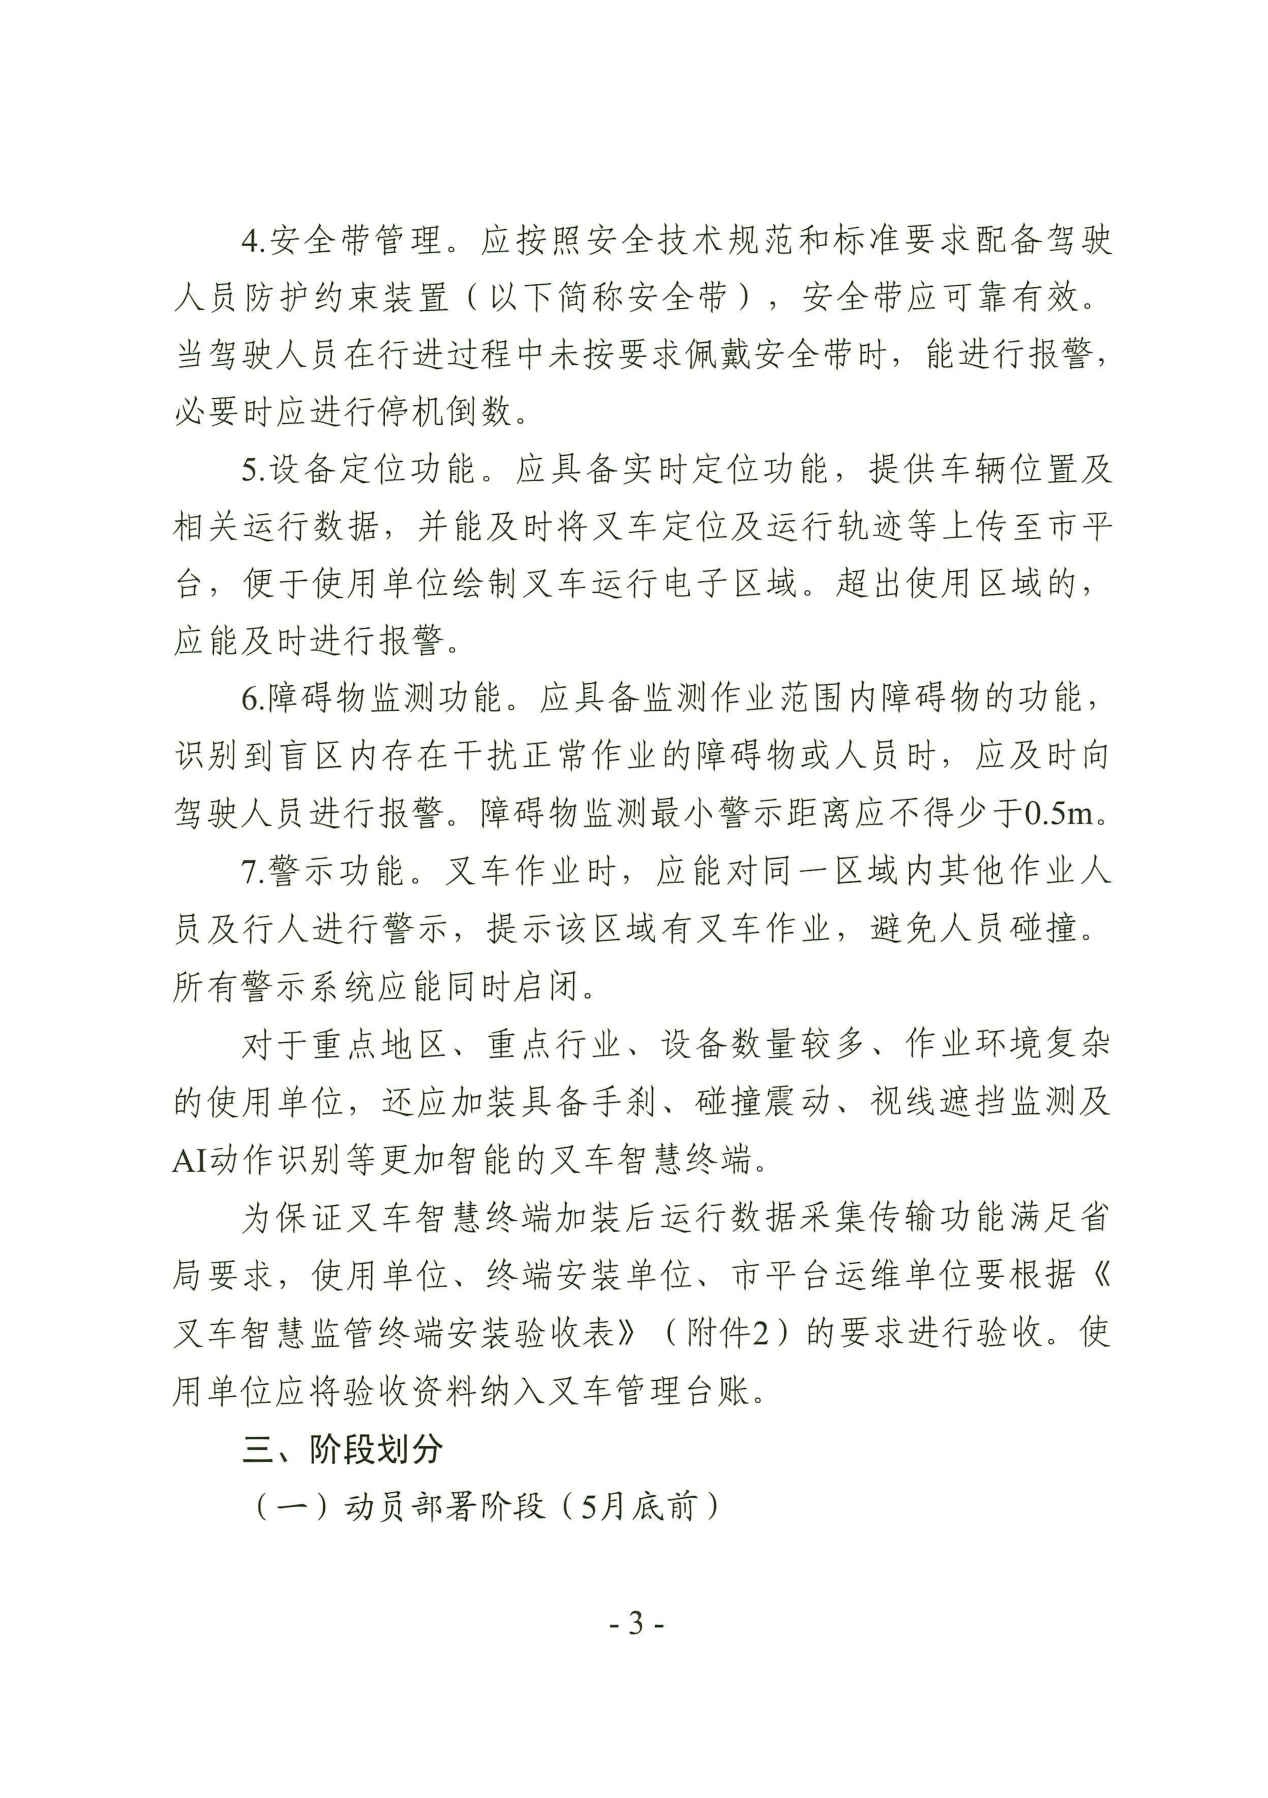 4.安全带管理。应按照安全技术规范和标准要求配备驾驶
人员防护约束装置（以下简称安全带），安全带应可靠有效。
当驾驶人员在行进过程中未按要求佩戴安全带时，能进行报警，
必要时应进行停机倒数。
5.设备定位功能。应具备实时定位功能，提供车辆位置及
相关运行数据，并能及时将叉车定位及运行轨迹等上传至市平
台，便于使用单位绘制叉车运行电子区域。超出使用区域的，
应能及时进行报警。
6.障碍物监测功能。应具备监测作业范围内障碍物的功能，
识别到盲区内存在干扰正常作业的障碍物或人员时，应及时向
驾驶人员进行报警。障碍物监测最小警示距离应不得少于0.5m。
7.警示功能。叉车作业时，应能对同一区域内其他作业人
员及行人进行警示，提示该区域有叉车作业，避免人员碰撞。
所有警示系统应能同时启闭。
对于重点地区、重点行业、设备数量较多、作业环境复杂
的使用单位，还应加装具备手刹、碰撞震动、视线遮挡监测及
AI动作识别等更加智能的叉车智慧终端。
为保证叉车智慧终端加装后运行数据采集传输功能满足省
局要求，使用单位、终端安装单位、市平台运维单位要根据《
叉车智慧监管终端安装验收表》（附件2）的要求进行验收。使
用单位应将验收资料纳入叉车管理台账。
三、阶段划分
（一）动员部署阶段（5月底前）
- 3 -